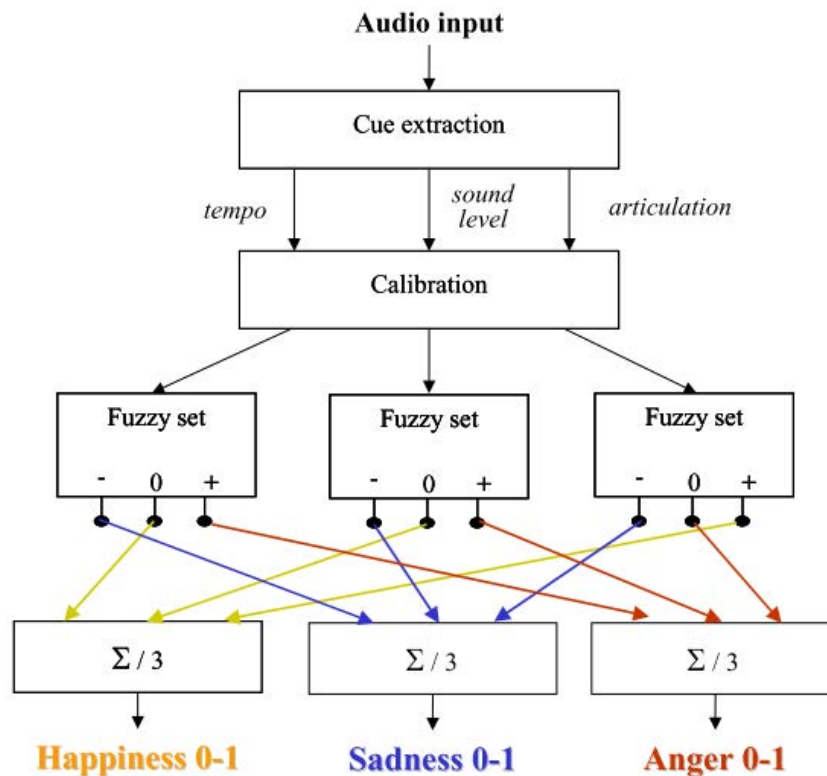 Audio input
Cue extraction
tempo
sound
level
articulation
Calibration
Fuzzy set
- 0 +
Fuzzy set
- 0 +
Fuzzy set
- 0 +
Σ / 3
Σ / 3
Σ / 3
Happiness 0-1
Sadness 0-1
Anger 0-1